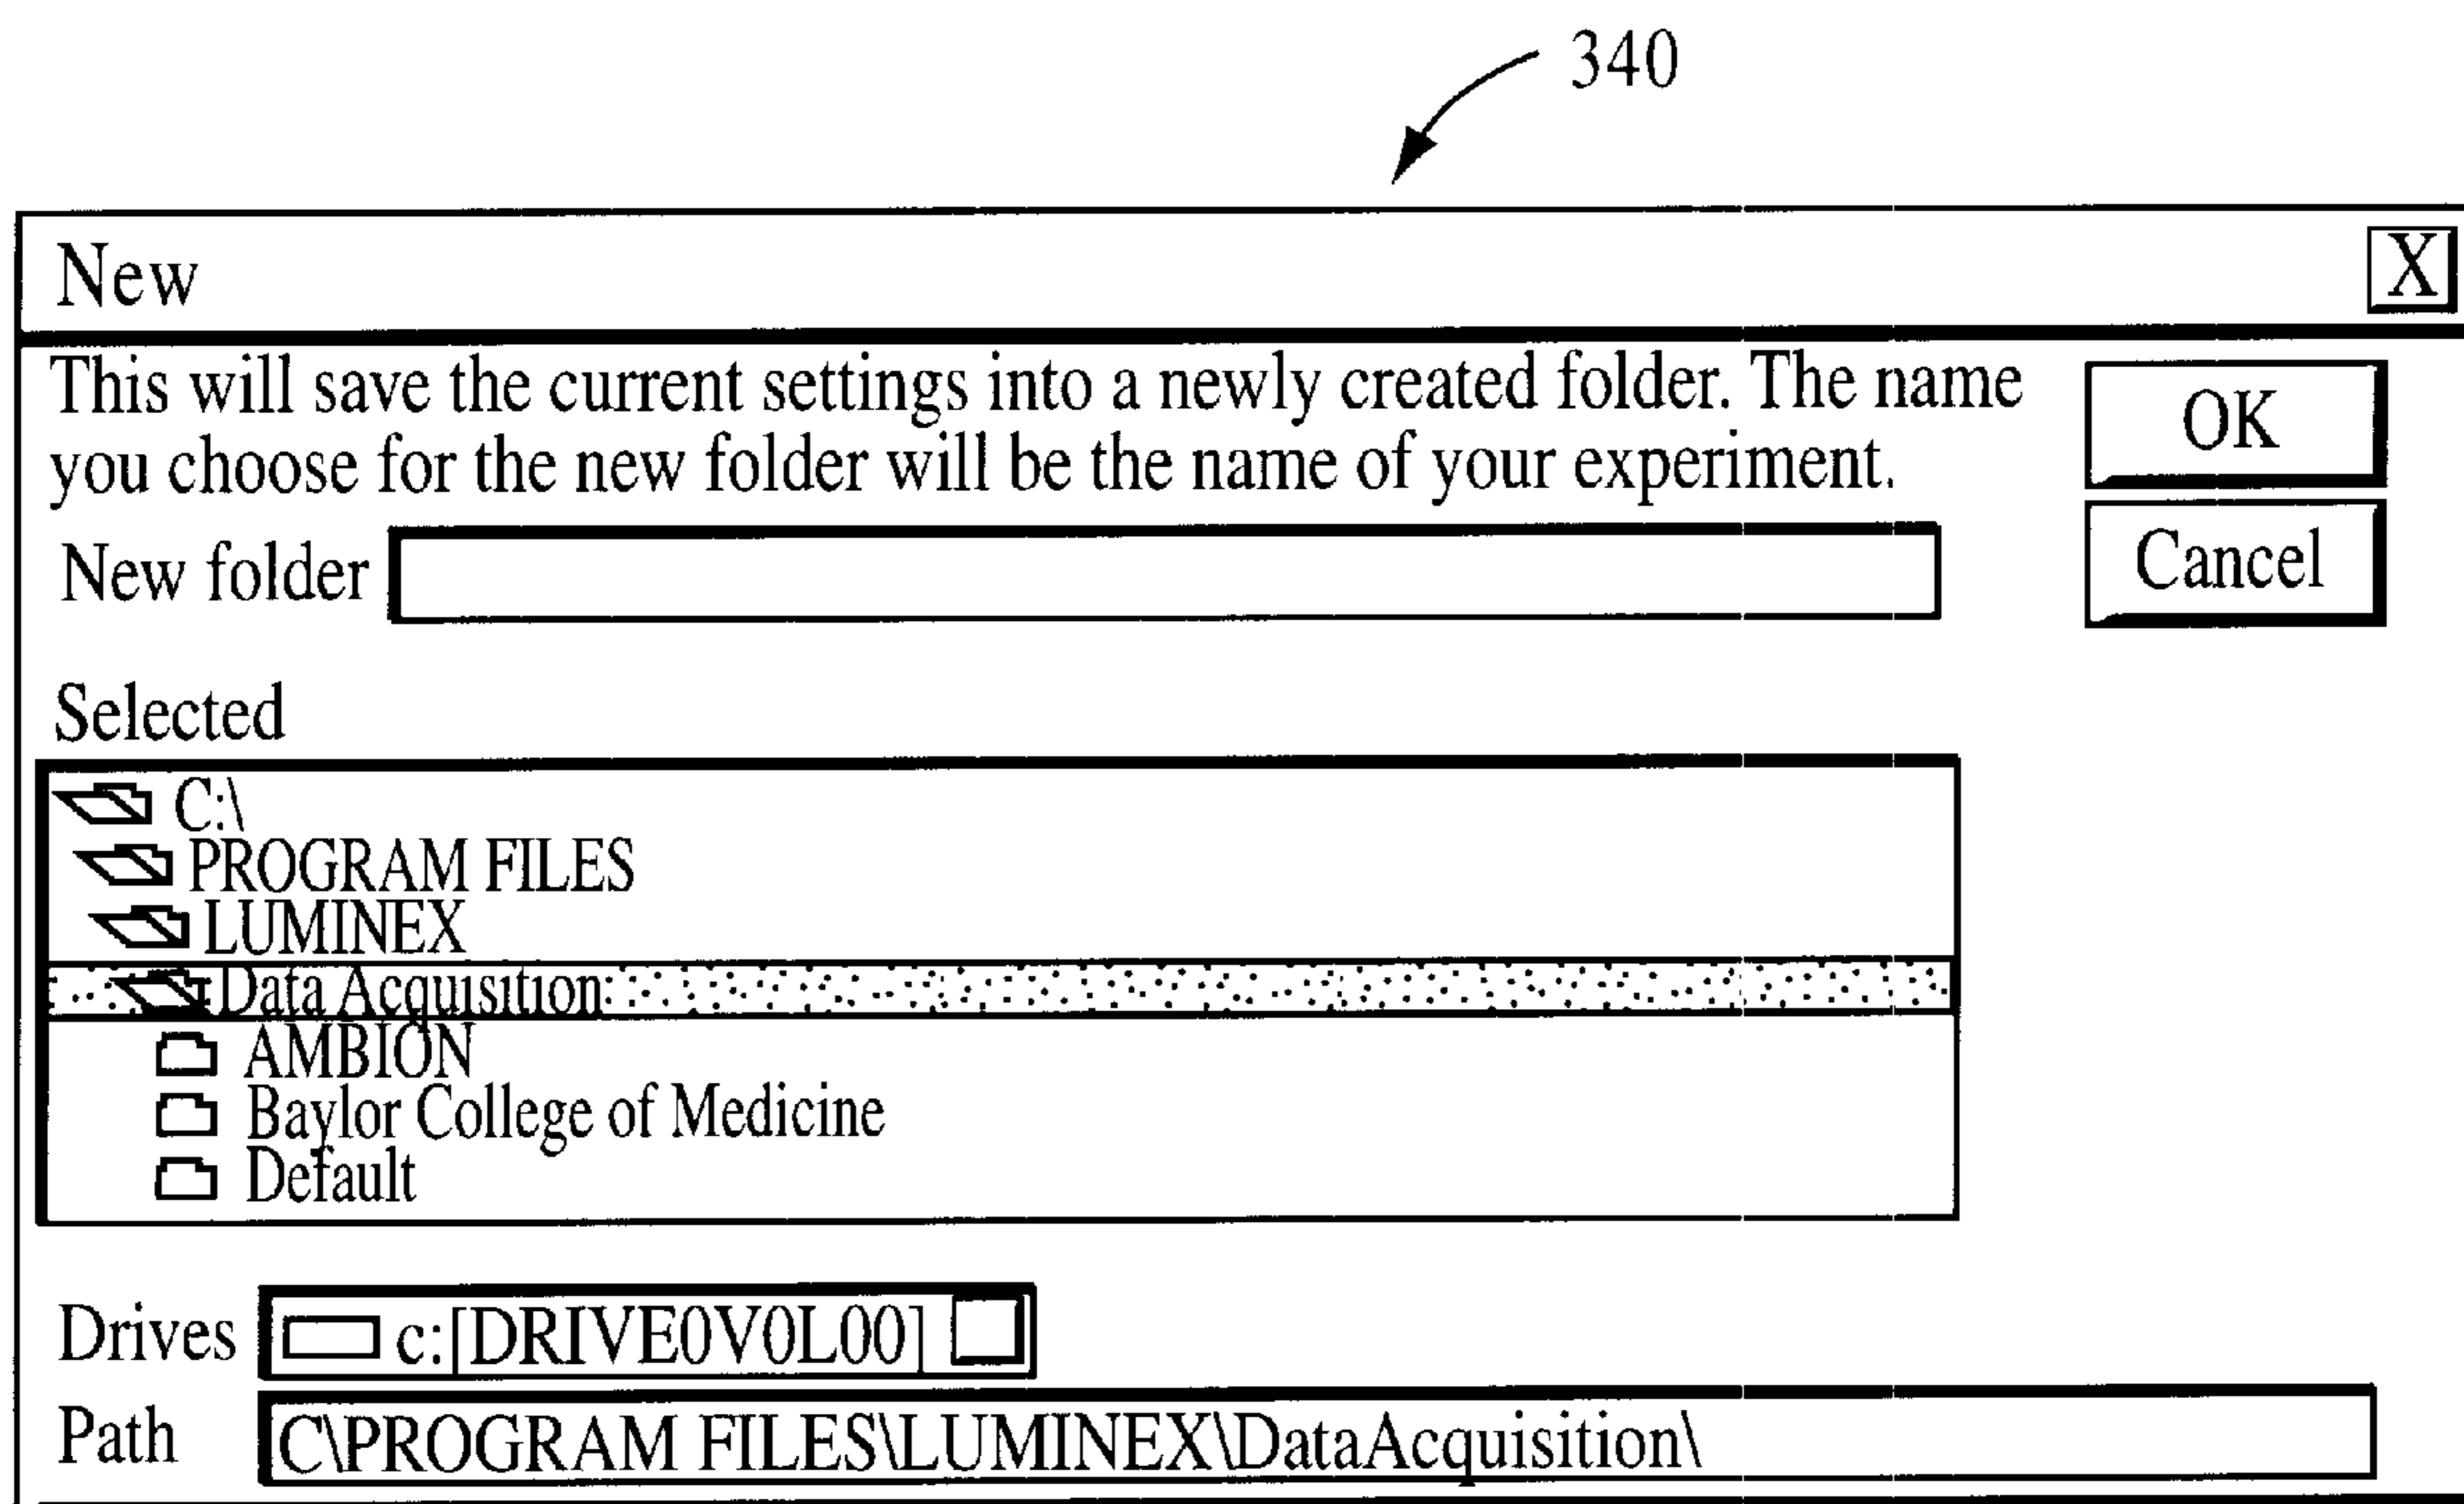 340
New
X
This will save the current settings into a newly created folder. The name
you choose for the new folder will be the name of your experiment.
OK
Cancel
New folder
Selected
C:\
PROGRAM FILES
LUMINEX
Data Acquisition
AMBION
Baylor College of Medicine
Default
Drives c:[DRIVE0V0L00]
Path C\PROGRAM FILES\LUMINEX\DataAcquisition\